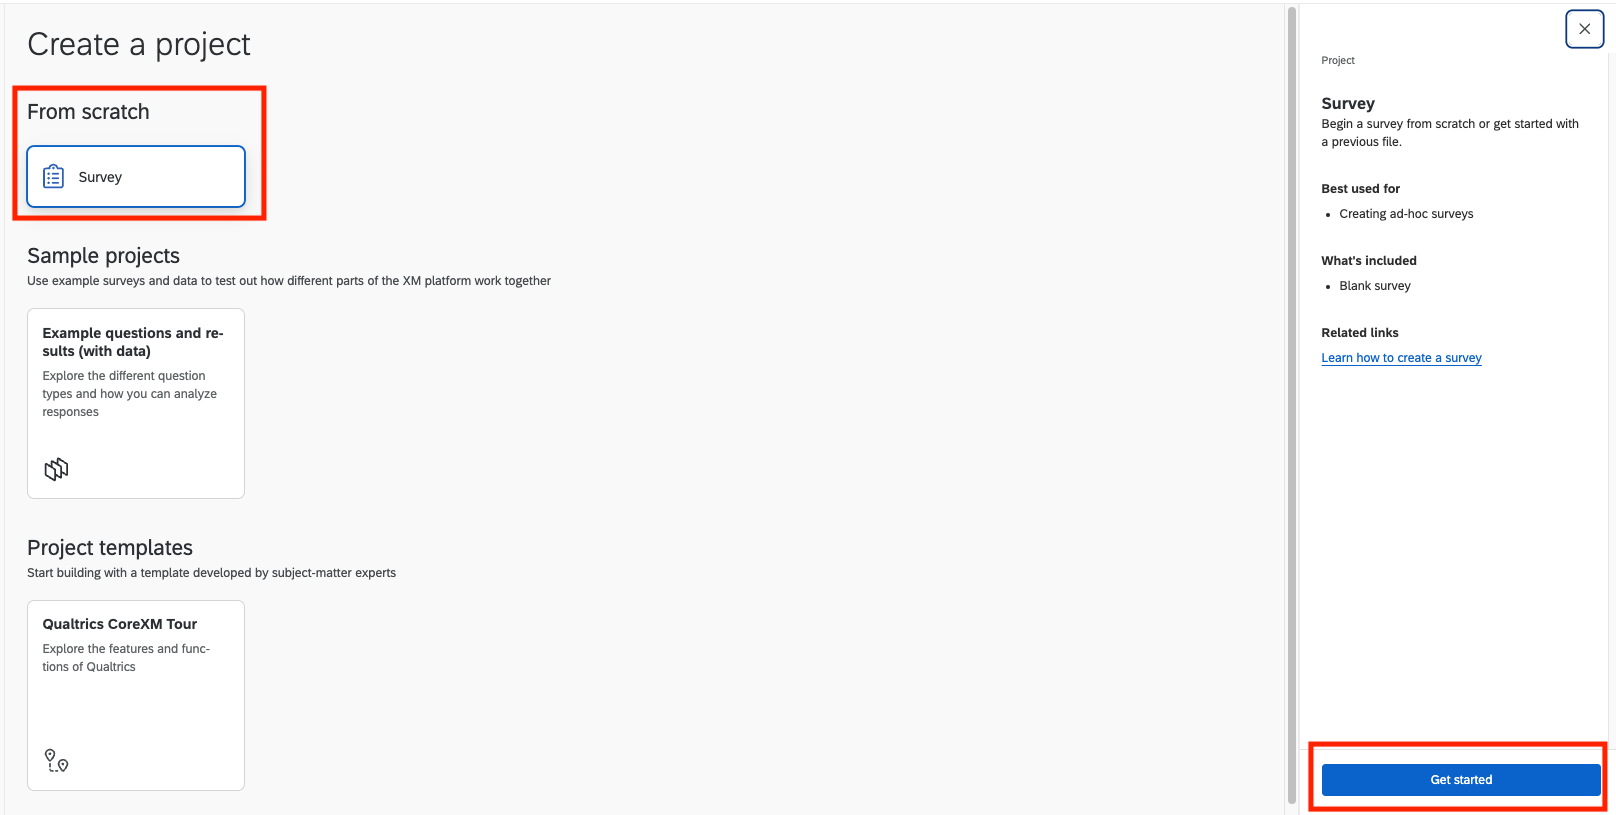 Create a project
From scratch
Survey
Sample projects
Use example surveys and data to test out how different parts of the XM platform work together
Example questions and re-
sults (with data)
Explore the different question
types and how you can analyze
responses
Project templates
Start building with a template developed by subject-matter experts
Qualtrics CoreXM Tour
Explore the features and func-
tions of Qualtrics
Project
Survey
Begin a survey from scratch or get started with
a previous file.
Best used for
• Creating ad-hoc surveys
What's included
• Blank survey
Related links
Learn how to create a survey
Get started